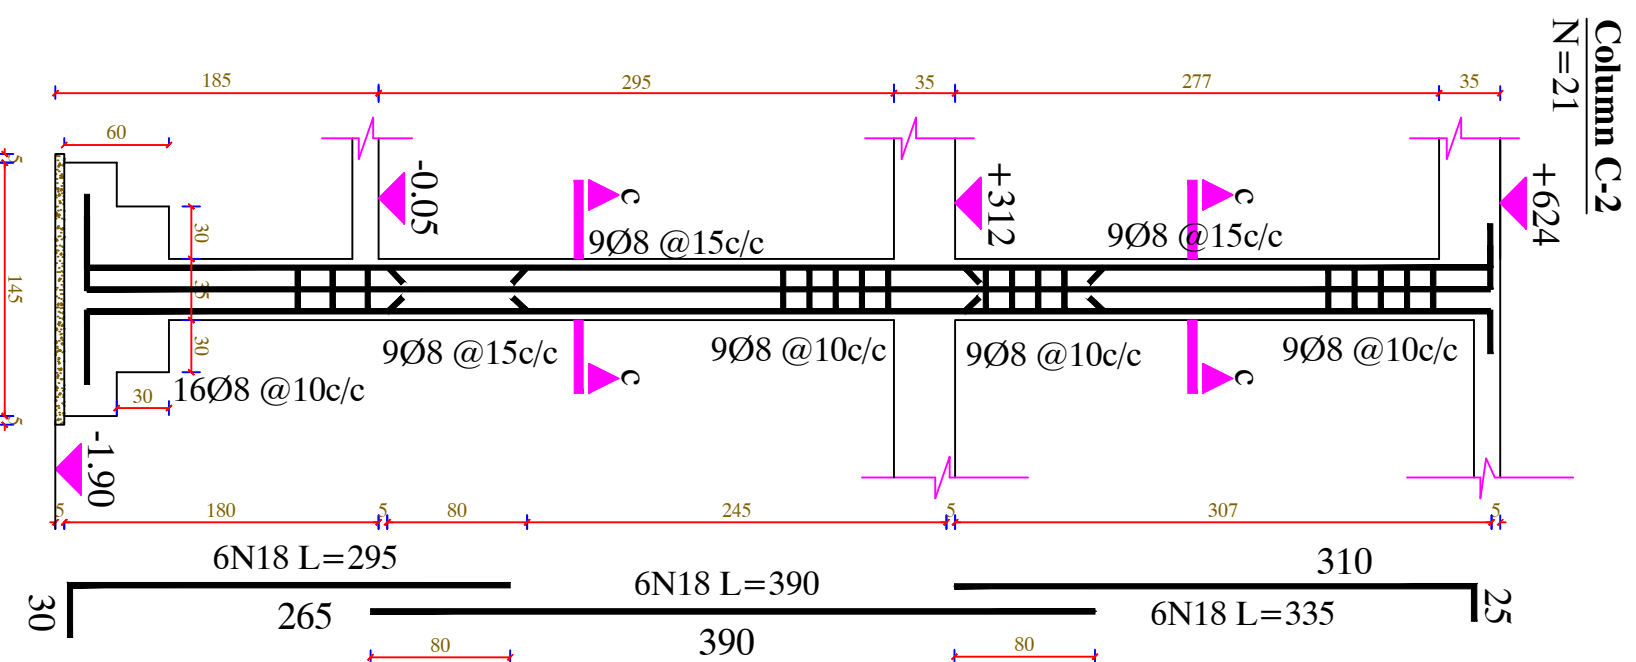 Column C-2
N=21
185
295
35
277
35
60
-0.05
c
+312
c
+624
5
30
9Ø8 @15c/c
9Ø8 @15c/c
145
35
30
9Ø8 @15c/c
9Ø8 @10c/c
9Ø8 @10c/c
9Ø8 @10c/c
c
c
30
16Ø8 @10c/c
5
-1.90
5
180
5
80
245
5
307
5
6N18 L=295
6N18 L=390
310
30
265
390
6N18 L=335
25
80
80